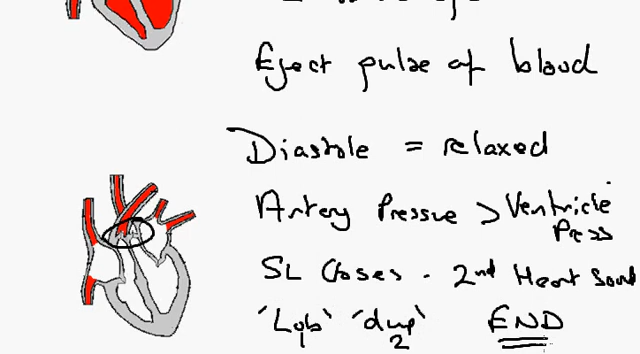 Eject pulse of blood
Diastole = relaxed
Artery Pressure > Ventricle Press
SL Closes - 2nd Heart Sound
'Lub' 'dup' END
1 2